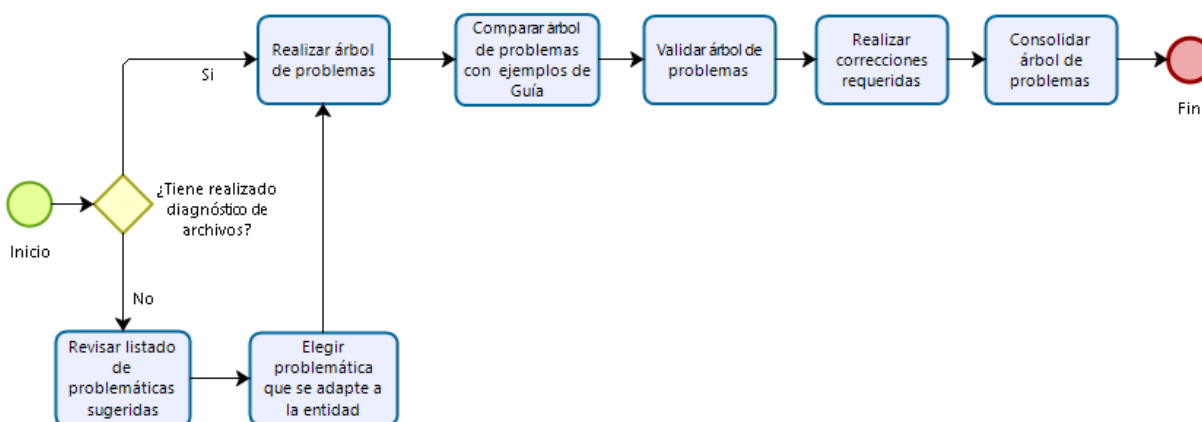 Realizar árbol
de problemas
Comparar árbol
de problemas
con ejemplos de
Guía
Validar árbol de
problemas
Realizar
correcciones
requeridas
Consolidar
árbol de
problemas
Si
Fin
¿Tiene realizado
diagnóstico de
archivos?
Inicio
No
Revisar listado
de
problemáticas
sugeridas
Elegir
problemática
que se adapte a
la entidad